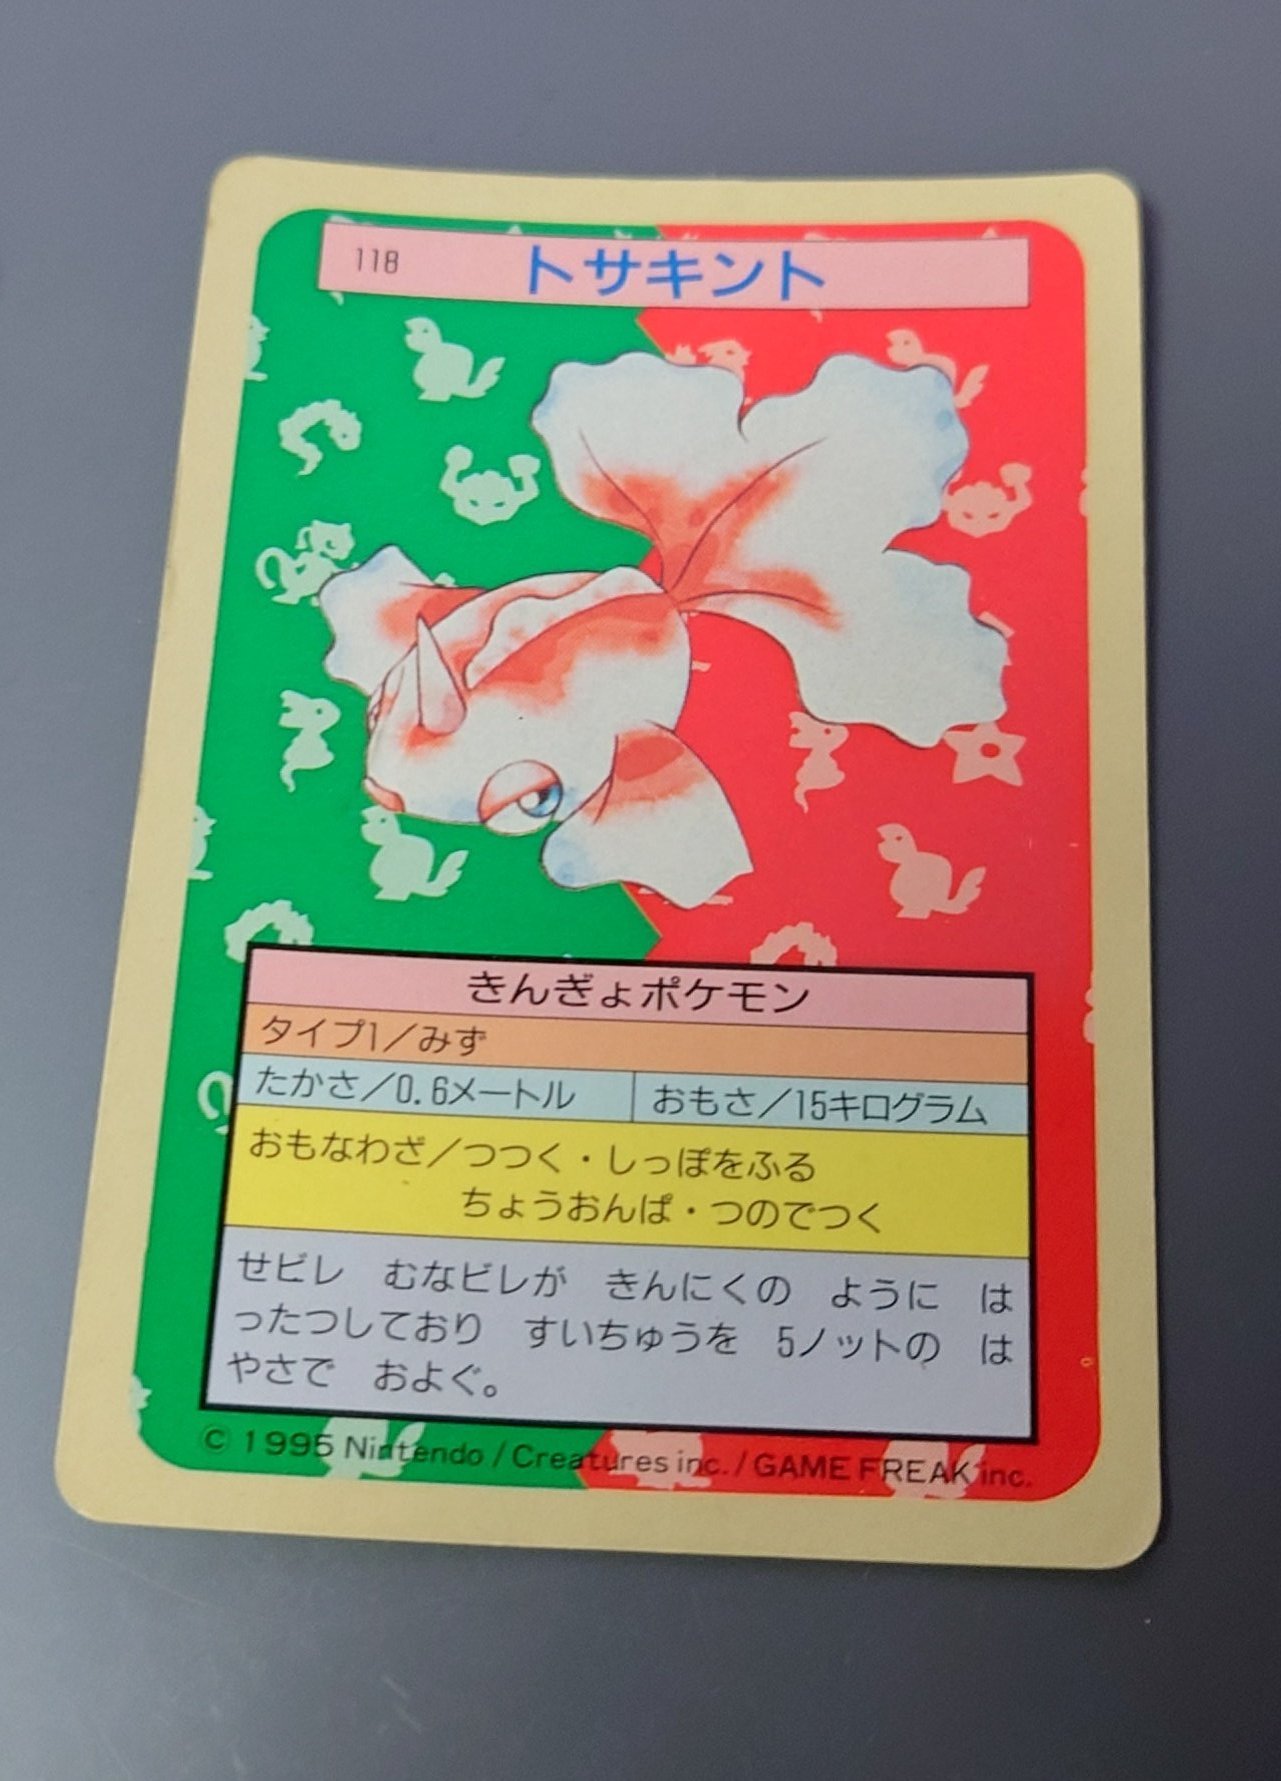 118 トサキント
きんぎょポケモン
タイプ1／みず
たかさ／0.6メートル おもさ／15キログラム
おもなわざ／つつく・しっぽをふる
ちょうおんぱ・つのでつく
せビレ むなビレが きんにくの ように は
ったつしており すいちゅうを 5ノットの は
やさで およぐ。
© 1995 Nintendo / Creatures inc. / GAME FREAK inc.